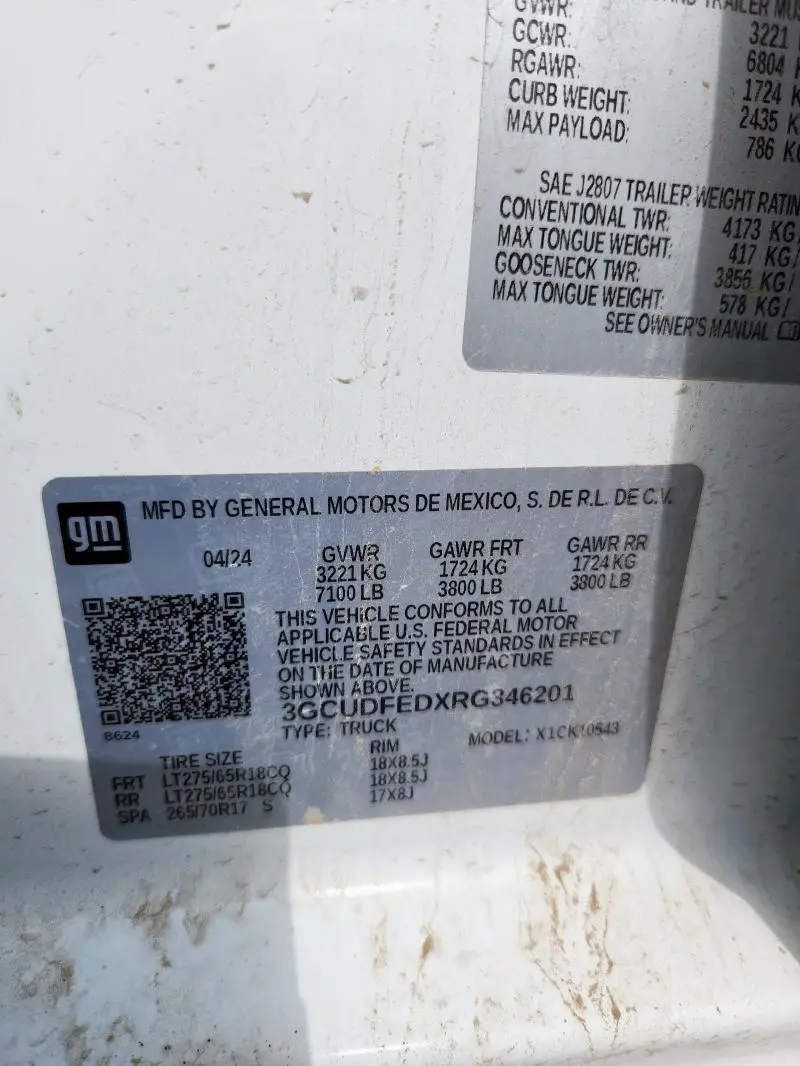 AND TRAILER MUS
GVWR: 3221
GCWR: 6804 K
RGAWR: 1724 K
CURB WEIGHT: 2435 K
MAX PAYLOAD: 786 KG
SAE J2807 TRAILER WEIGHT RATIN
CONVENTIONAL TWR: 4173 KG/
MAX TONGUE WEIGHT: 417 KG/
GOOSENECK TWR: 3856 KG/
MAX TONGUE WEIGHT: 578 KG/
SEE OWNER'S MANUAL
gm
MFD BY GENERAL MOTORS DE MEXICO, S. DE R.L. DE C.V.
04/24 GVWR GAWR FRT GAWR RR
3221 KG 1724 KG 1724 KG
7100 LB 3800 LB 3800 LB
THIS VEHICLE CONFORMS TO ALL
APPLICABLE U.S. FEDERAL MOTOR
VEHICLE SAFETY STANDARDS IN EFFECT
ON THE DATE OF MANUFACTURE
SHOWN ABOVE.
3GCUDFEDXRG346201
8624
TYPE: TRUCK MODEL: X1CK10543
TIRE SIZE RIM
FRT LT275/65R18CQ 18X8.5J
RR LT275/65R18CQ 18X8.5J
SPA 265/70R17 S 17X8J